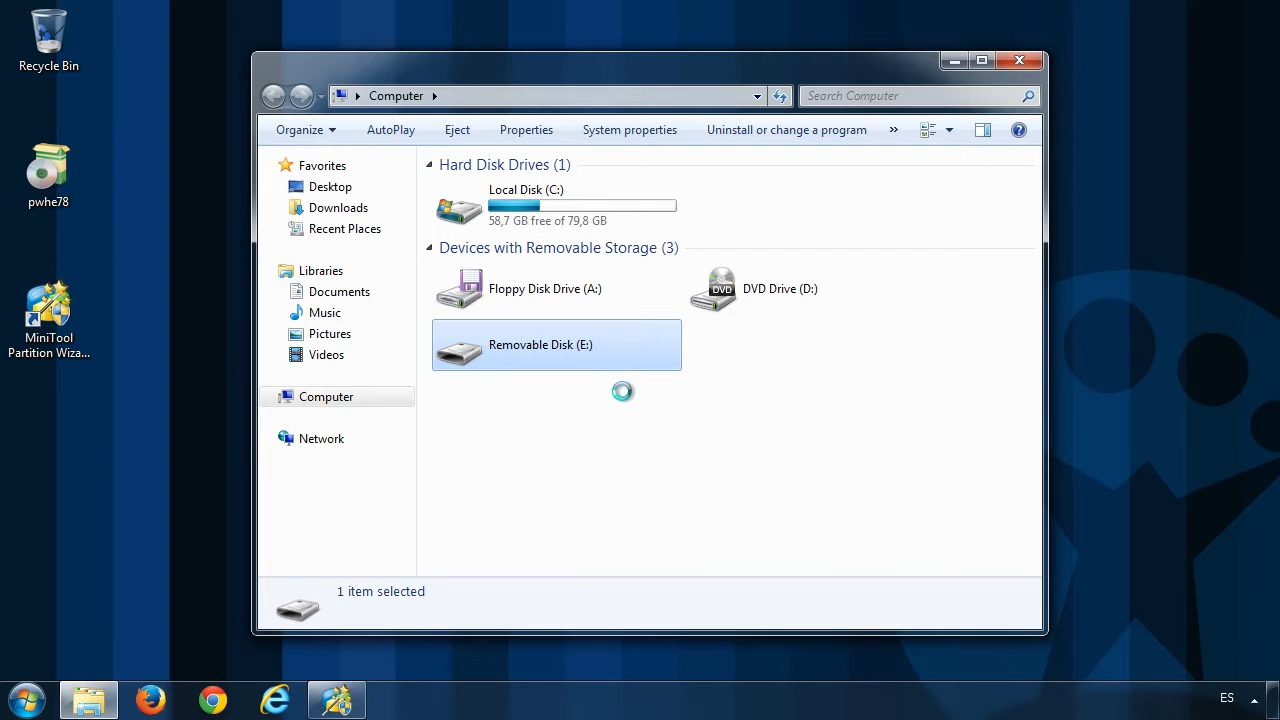 Recycle Bin
pwhe78
MiniTool
Partition Wiza...
Computer
Search Computer
Organize
AutoPlay
Eject
Properties
System properties
Uninstall or change a program
»
Favorites
Desktop
Downloads
Recent Places
Libraries
Documents
Music
Pictures
Videos
Computer
Network
Hard Disk Drives (1)
Local Disk (C:)
58,7 GB free of 79,8 GB
Devices with Removable Storage (3)
Floppy Disk Drive (A:)
DVD
DVD Drive (D:)
Removable Disk (E:)
1 item selected
ES